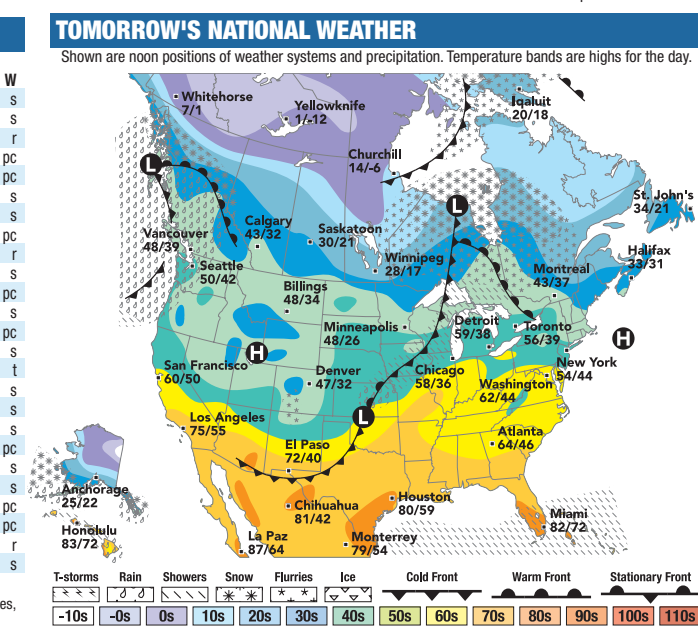 TOMORROW'S NATIONAL WEATHER
Shown are noon positions of weather systems and precipitation. Temperature bands are highs for the day.
W
s
s
r
pc
pc
s
s
pc
r
s
pc
s
pc
s
t
s
s
s
pc
s
s
pc
pc
r
s
es,
Whitehorse
7/1
Yellowknife
1/-12
Iqaluit
20/18
Churchill
14/-6
L
L
St. John's
34/21
Vancouver
48/39
Calgary
43/32
Saskatoon
30/21
Winnipeg
28/17
Halifax
33/31
Seattle
50/42
Montreal
43/37
Billings
48/34
Minneapolis
48/26
Detroit
59/38
Toronto
56/39
H
H
San Francisco
60/50
Denver
47/32
Chicago
58/36
New York
54/44
Washington
62/44
L
Los Angeles
75/55
Atlanta
64/46
El Paso
72/40
Anchorage
25/22
Houston
80/59
Chihuahua
81/42
Miami
82/72
Honolulu
83/72
La Paz
87/64
Monterrey
79/54
T-storms Rain Showers Snow Flurries Ice Cold Front Warm Front Stationary Front
-10s -0s 0s 10s 20s 30s 40s 50s 60s 70s 80s 90s 100s 110s